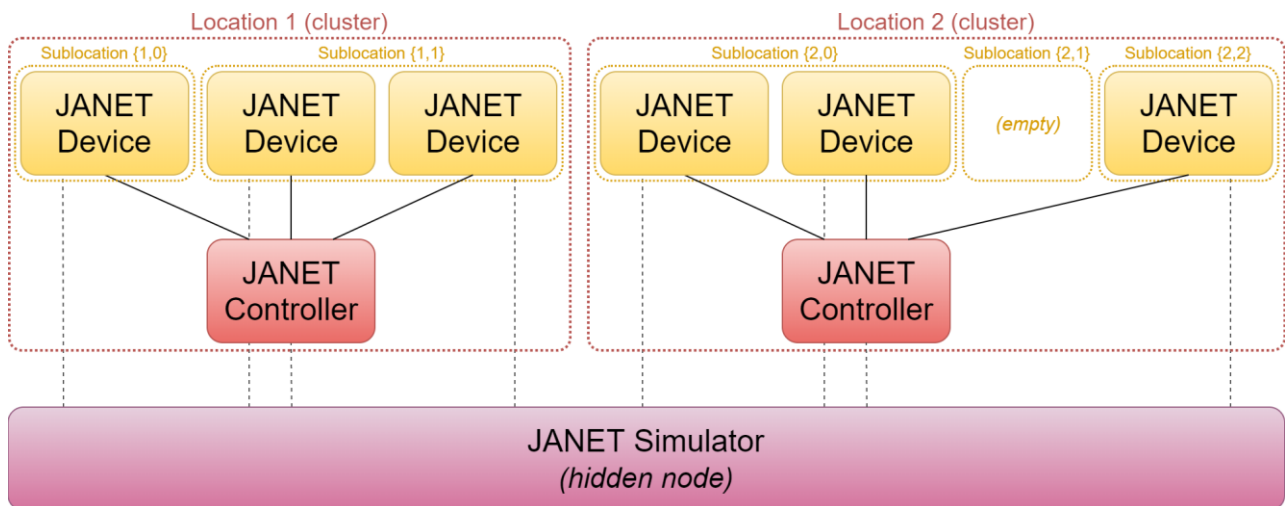 Location 1 (cluster)
Location 2 (cluster)
Sublocation {1,0}
Sublocation {1,1}
Sublocation {2,0}
Sublocation {2,1}
Sublocation {2,2}
JANET
Device
JANET
Device
JANET
Device
JANET
Device
JANET
Device
(empty)
JANET
Device
JANET
Controller
JANET
Controller
JANET Simulator
(hidden node)